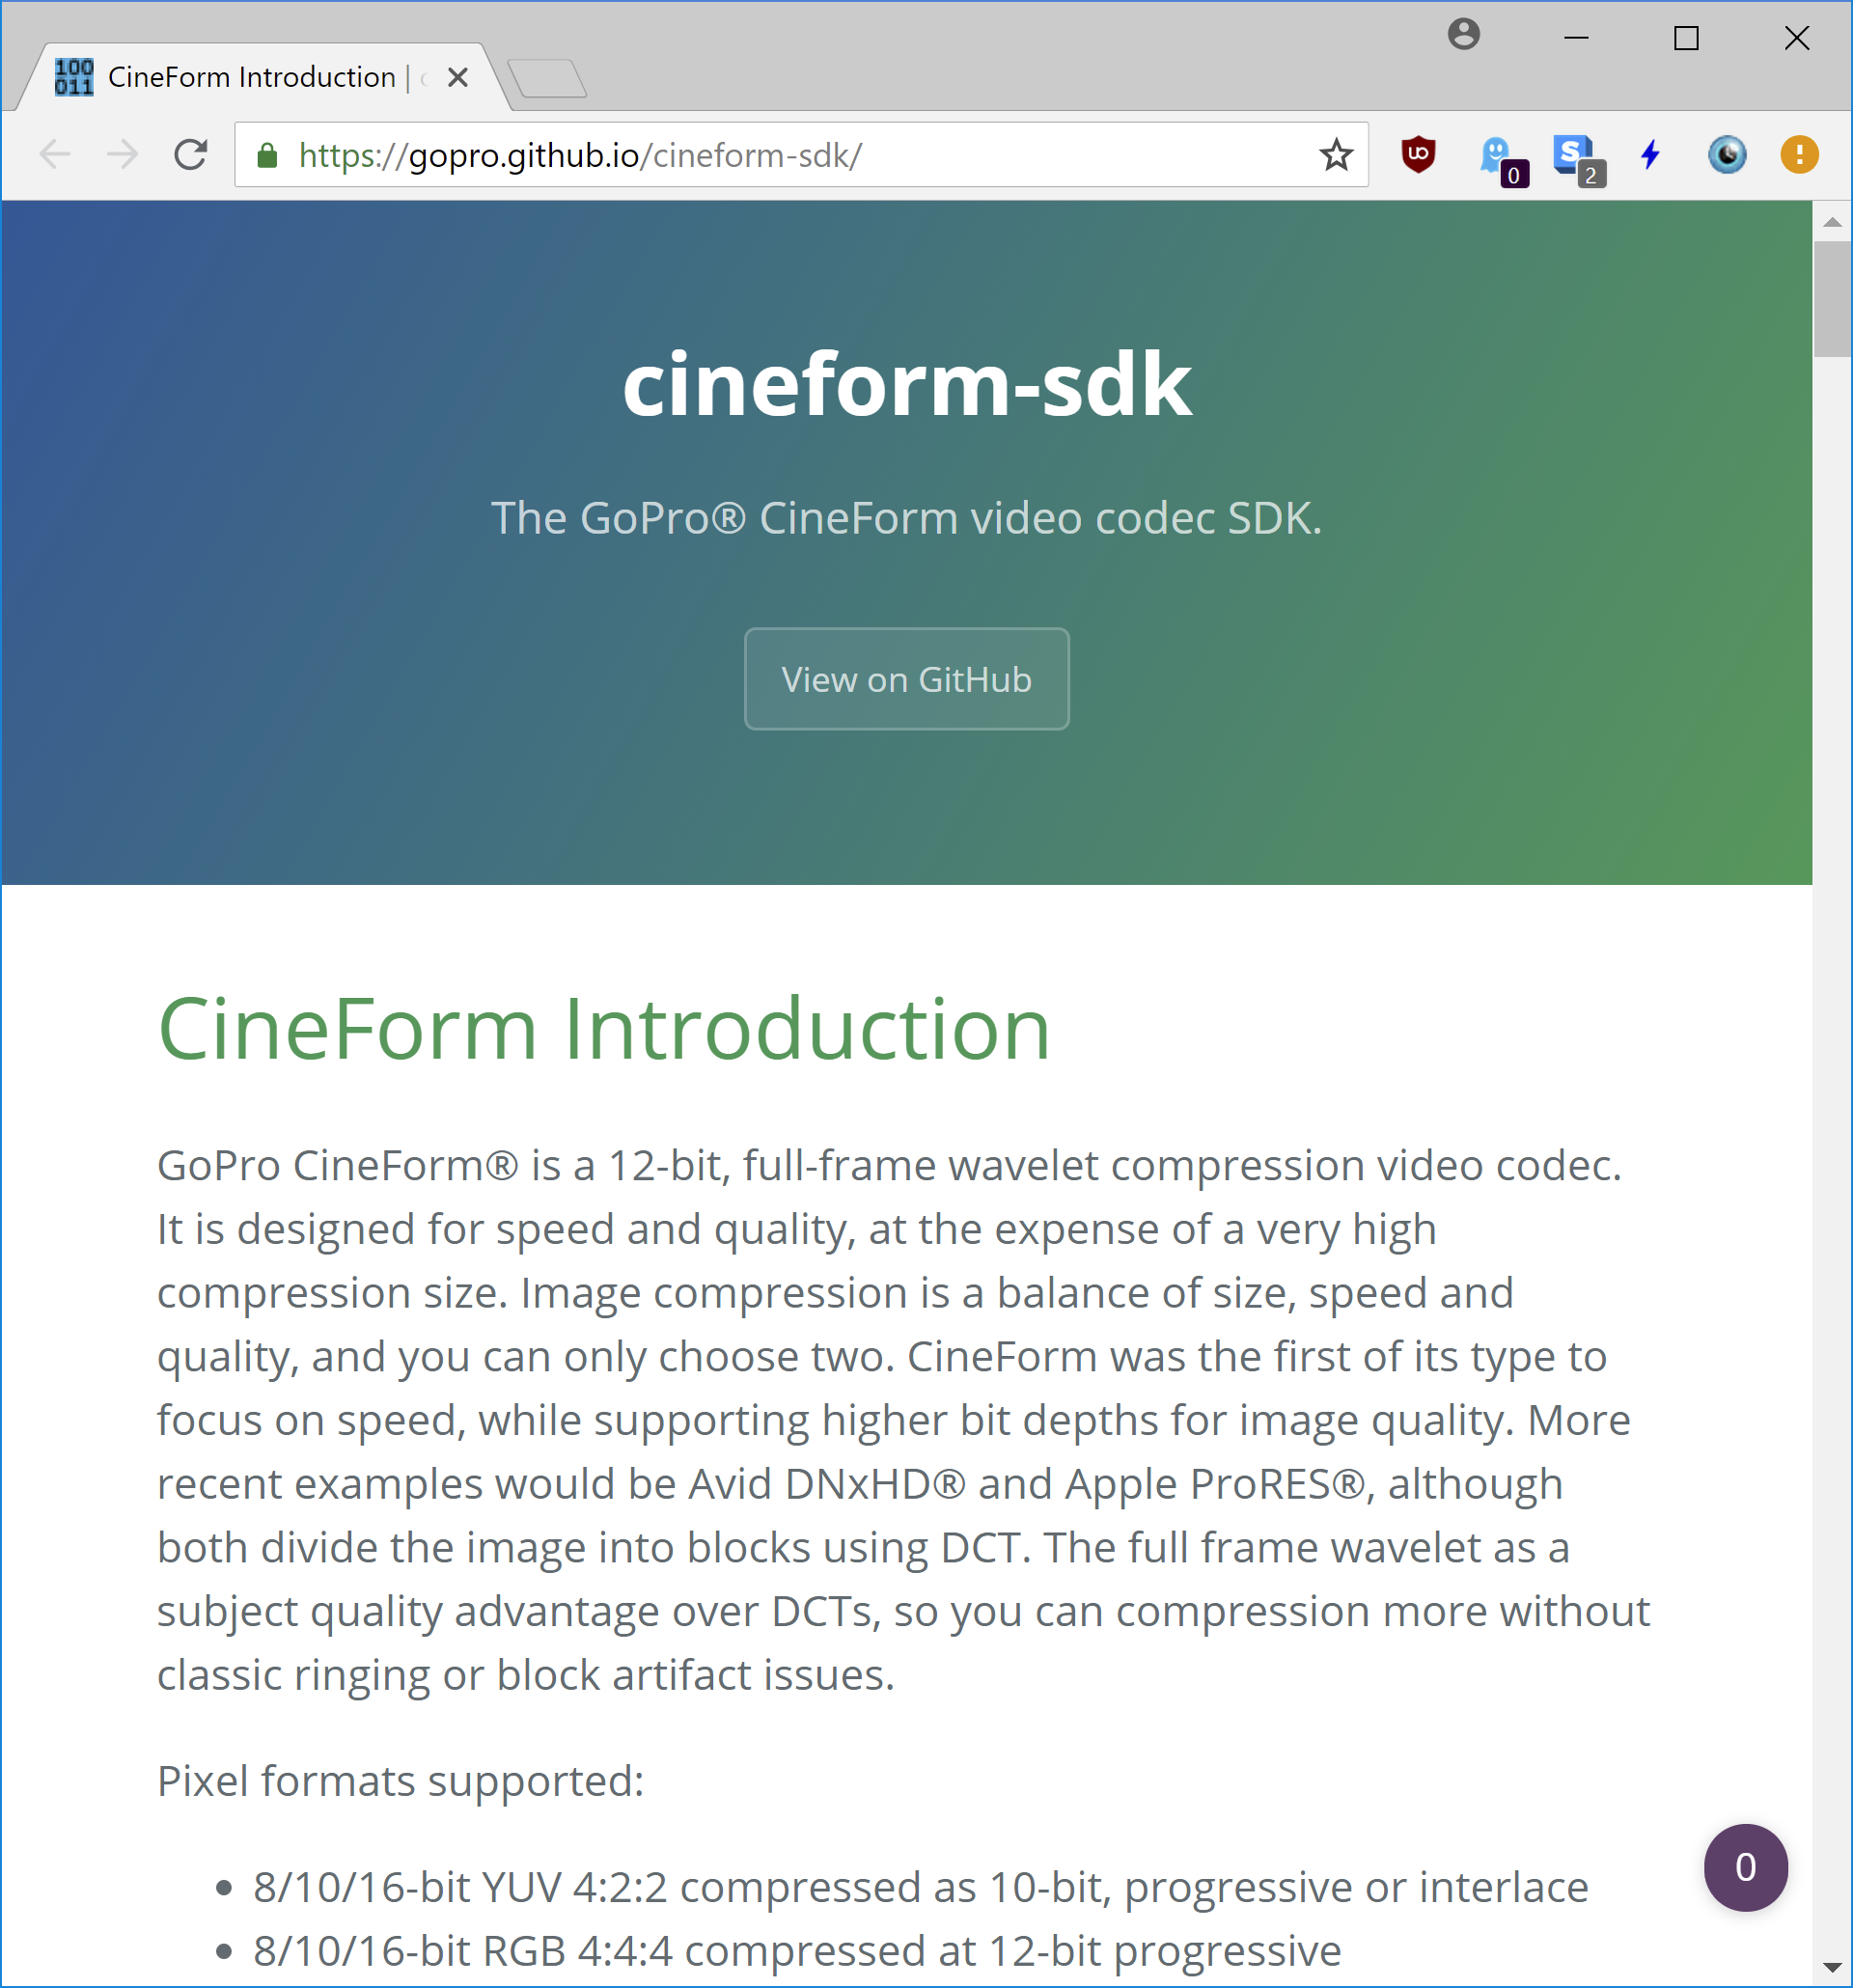 100
011
CineForm Introduction |
https://gopro.github.io/cineform-sdk/
0
2
cineform-sdk
The GoPro® CineForm video codec SDK.
View on GitHub
CineForm Introduction
GoPro CineForm® is a 12-bit, full-frame wavelet compression video codec.
It is designed for speed and quality, at the expense of a very high
compression size. Image compression is a balance of size, speed and
quality, and you can only choose two. CineForm was the first of its type to
focus on speed, while supporting higher bit depths for image quality. More
recent examples would be Avid DNxHD® and Apple ProRES®, although
both divide the image into blocks using DCT. The full frame wavelet as a
subject quality advantage over DCTs, so you can compression more without
classic ringing or block artifact issues.
Pixel formats supported:
• 8/10/16-bit YUV 4:2:2 compressed as 10-bit, progressive or interlace
• 8/10/16-bit RGB 4:4:4 compressed at 12-bit progressive
0